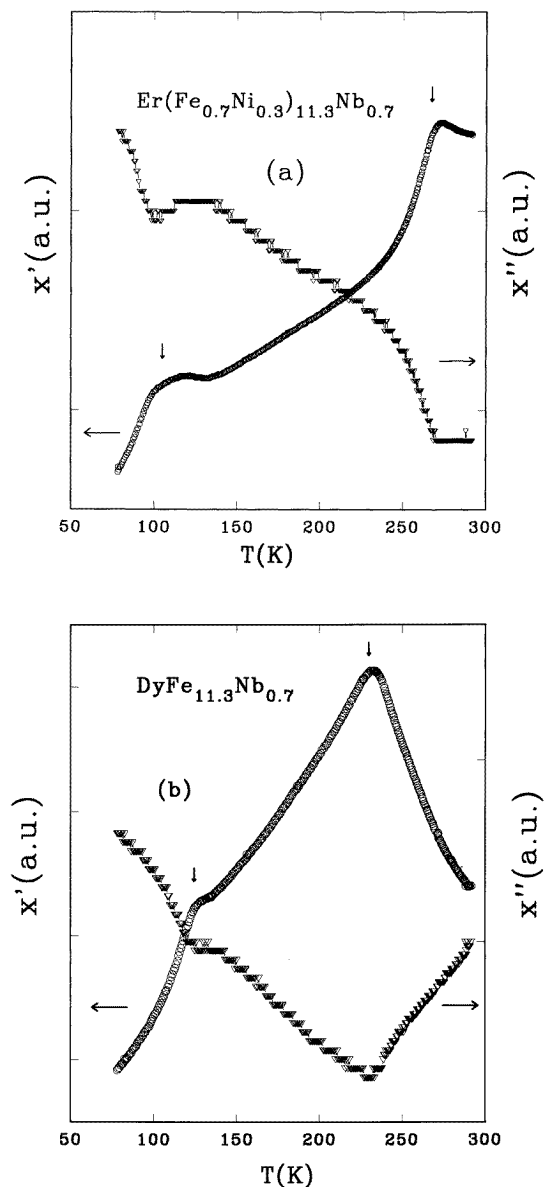 Er(Fe0.7Ni0.3)11.3Nb0.7
(a)
x'(a.u.)
x''(a.u.)
50 100 150 200 250 300
T(K)
DyFe11.3Nb0.7
(b)
x'(a.u.)
x''(a.u.)
50 100 150 200 250 300
T(K)